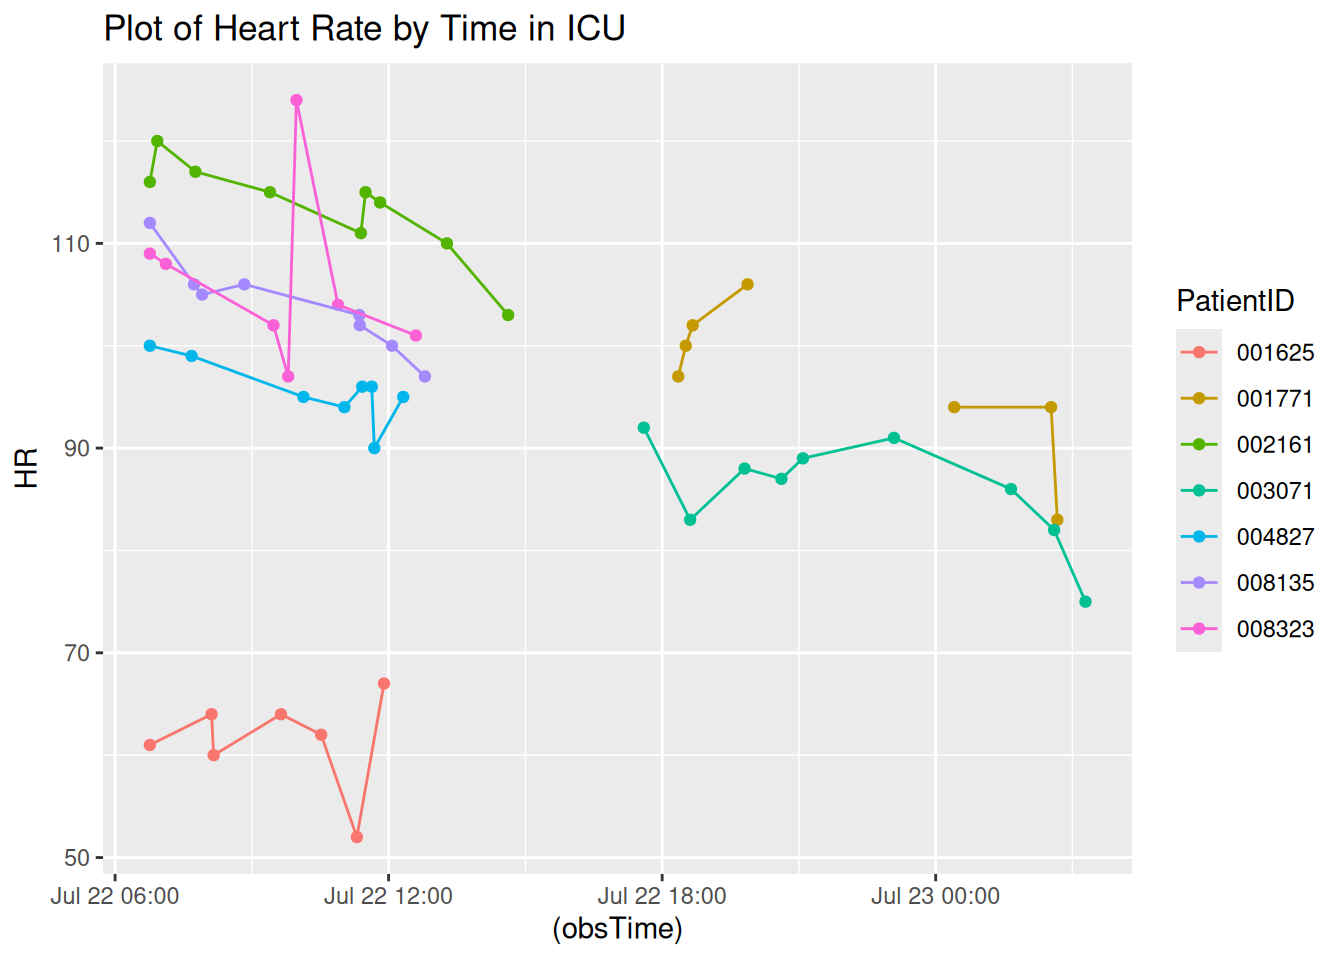 Plot of Heart Rate by Time in ICU
HR
110
90
70
50
Jul 22 06:00
Jul 22 12:00
Jul 22 18:00
Jul 23 00:00
(obsTime)
PatientID
001625
001771
002161
003071
004827
008135
008323